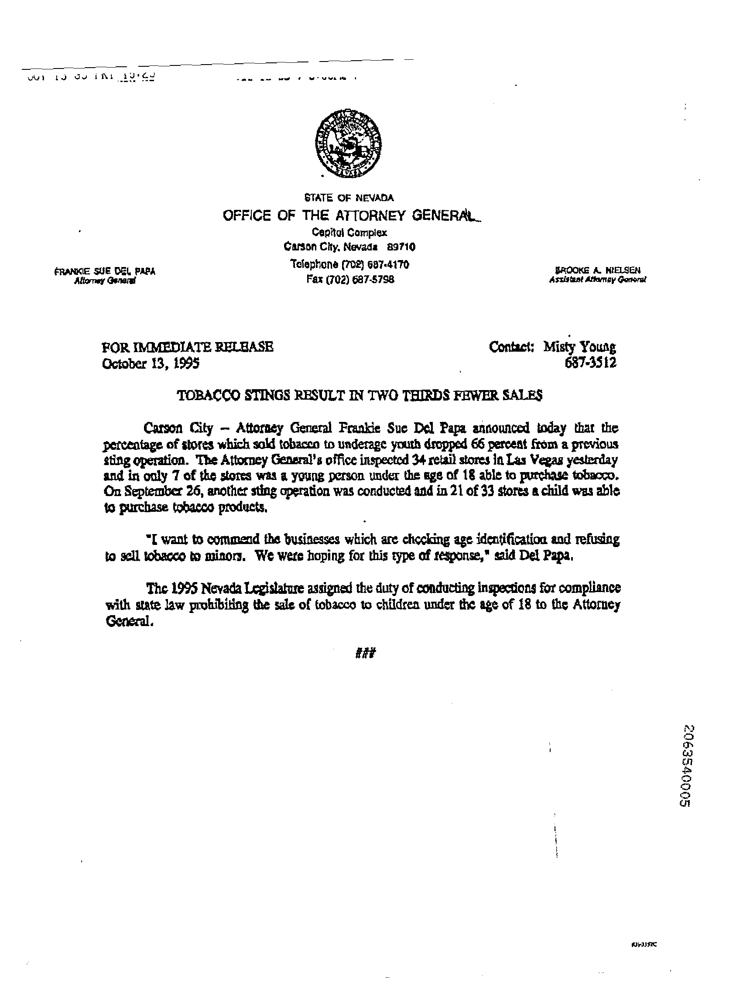 STATE OF NEVADA
OFFICE OF THE ATTORNEY GENERAL
Capitol Complex
Carson City, Nevada 89710
Telephone (702) 687-4170
Fax (702) 687-5798
FRANKIE SUE DEL PAPA
Attorney General
BROOKE A. NIELSEN
Assistant Attorney General
FOR IMMEDIATE RELEASE
October 13, 1995
Contact: Misty Young
687-3512
TOBACCO STINGS RESULT IN TWO THIRDS FEWER SALES
Carson City -- Attorney General Frankie Sue Del Papa announced today that the
percentage of stores which sold tobacco to underage youth dropped 66 percent from a previous
sting operation. The Attorney General's office inspected 34 retail stores in Las Vegas yesterday
and in only 7 of the stores was a young person under the age of 18 able to purchase tobacco.
On September 26, another sting operation was conducted and in 21 of 33 stores a child was able
to purchase tobacco products.
"I want to commend the businesses which are checking age identification and refusing
to sell tobacco to minors. We were hoping for this type of response," said Del Papa.
The 1995 Nevada Legislature assigned the duty of conducting inspections for compliance
with state law prohibiting the sale of tobacco to children under the age of 18 to the Attorney
General.
###
2063540005